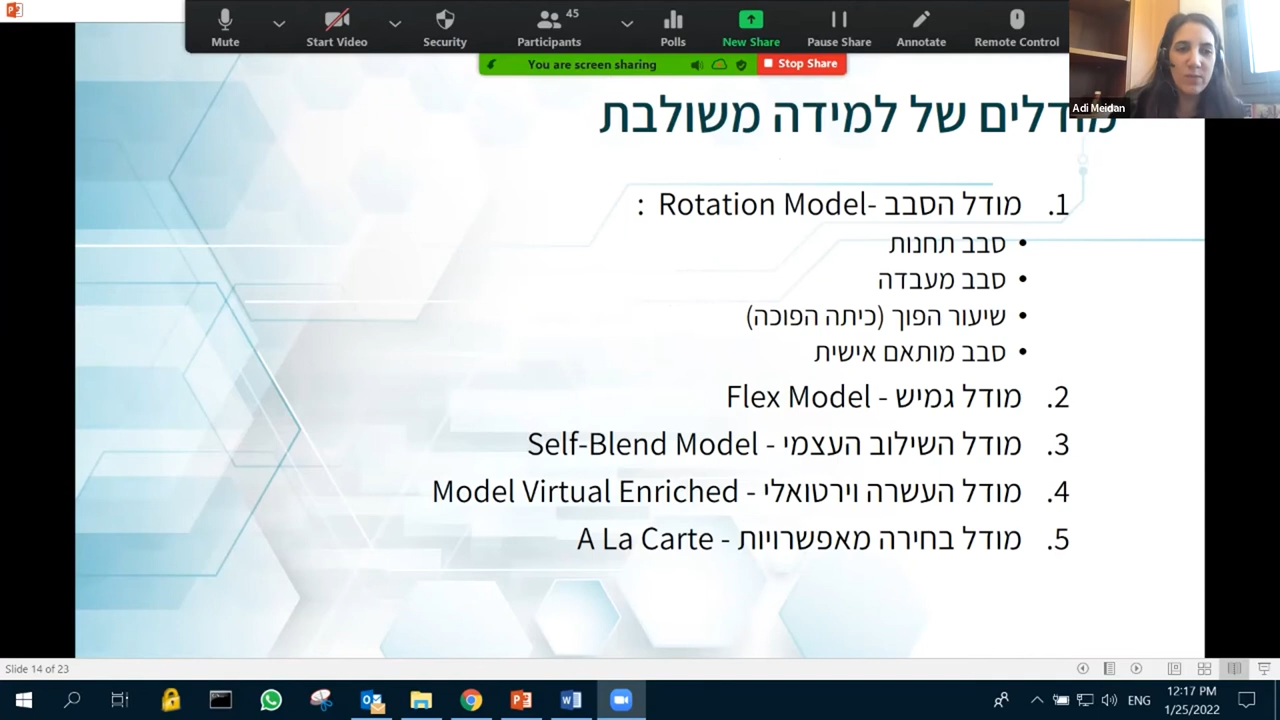 45
Mute
Start Video
Security
Participants
Polls
New Share
Pause Share
Annotate
Remote Control
You are screen sharing
Stop Share
Adi Meidan
מודלים של למידה משולבת
1. מודל הסבב -Rotation Model :
• סבב תחנות
• סבב מעבדה
• שיעור הפוך (כיתה הפוכה)
• סבב מותאם אישית
2. מודל גמיש - Flex Model
3. מודל השילוב העצמי - Self-Blend Model
4. מודל העשרה וירטואלי - Model Virtual Enriched
5. מודל בחירה מאפשרויות - A La Carte
Slide 14 of 23
ENG
12:17 PM
1/25/2022